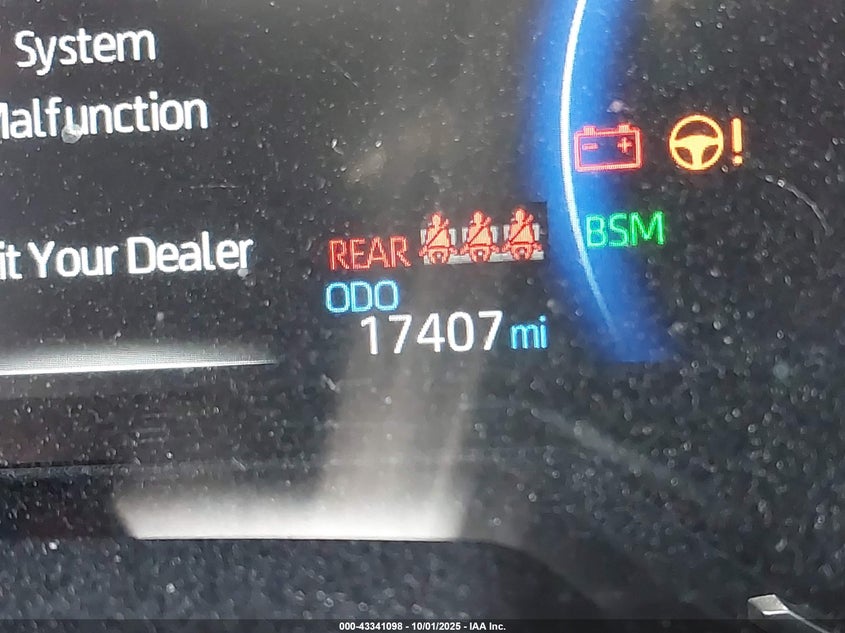 System
Malfunction
it Your Dealer
REAR
BSM
ODO
17407 mi
000-43341098 - 10/01/2025 - IAA Inc.